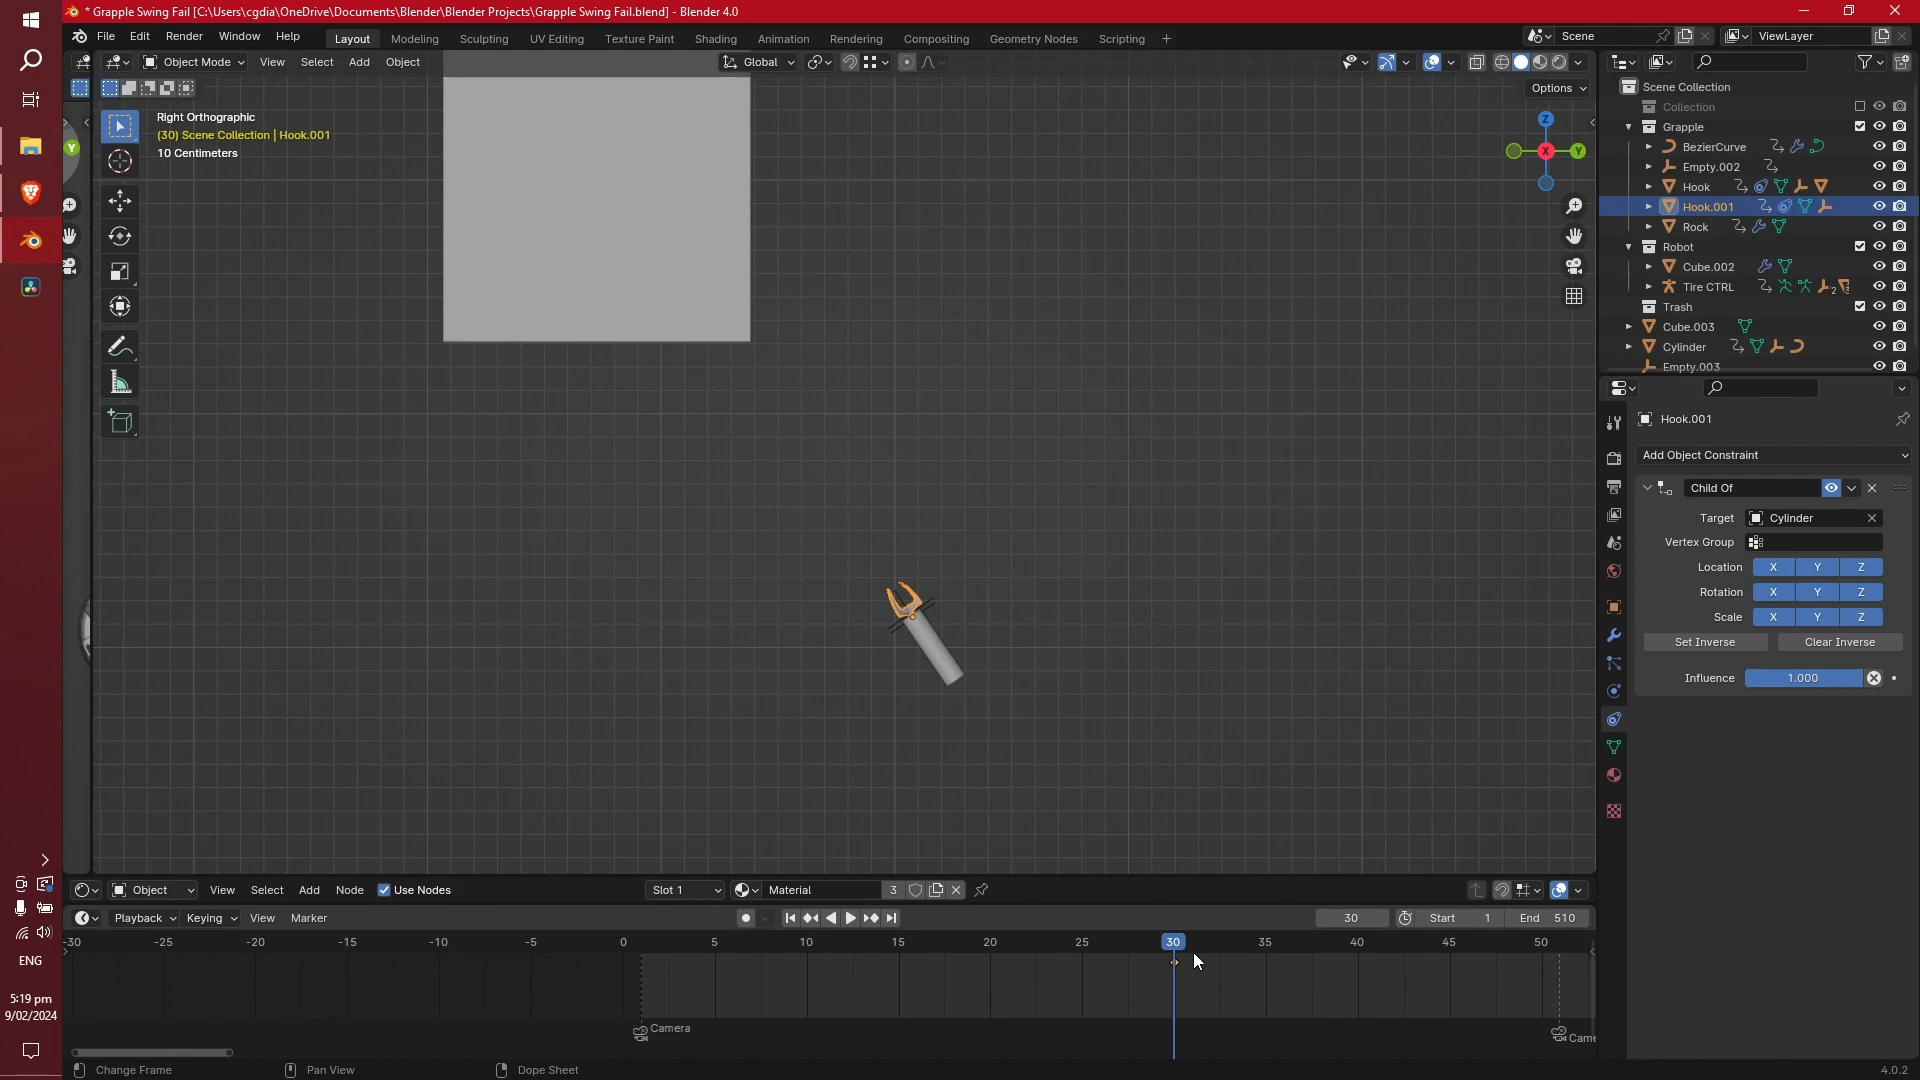 * Grapple Swing Fail [C:\Users\cgdia\OneDrive\Documents\Blender\Blender Projects\Grapple Swing Fail.blend] - Blender 4.0
File Edit Render Window Help Layout Modeling Sculpting UV Editing Texture Paint Shading Animation Rendering Compositing Geometry Nodes Scripting + Scene ViewLayer
Object Mode View Select Add Object Global
Options
Right Orthographic
(30) Scene Collection | Hook.001
10 Centimeters
Z
X
Y
Y
Scene Collection
Collection
Grapple
BezierCurve
Empty.002
Hook
Hook.001
Rock
Robot
Cube.002
Tire CTRL
Trash
Cube.003
Cylinder
Empty.003
Hook.001
Add Object Constraint
Child Of
Target Cylinder
Vertex Group
Location X Y Z
Rotation X Y Z
Scale X Y Z
Set Inverse Clear Inverse
Influence 1.000
Object View Select Add Node Use Nodes Slot 1 Material 3
Playback Keying View Marker 30 Start 1 End 510
-30 -25 -20 -15 -10 -5 0 5 10 15 20 25 30 35 40 45 50
Camera
Came
ENG
5:19 pm
9/02/2024
Change Frame Pan View Dope Sheet 4.0.2